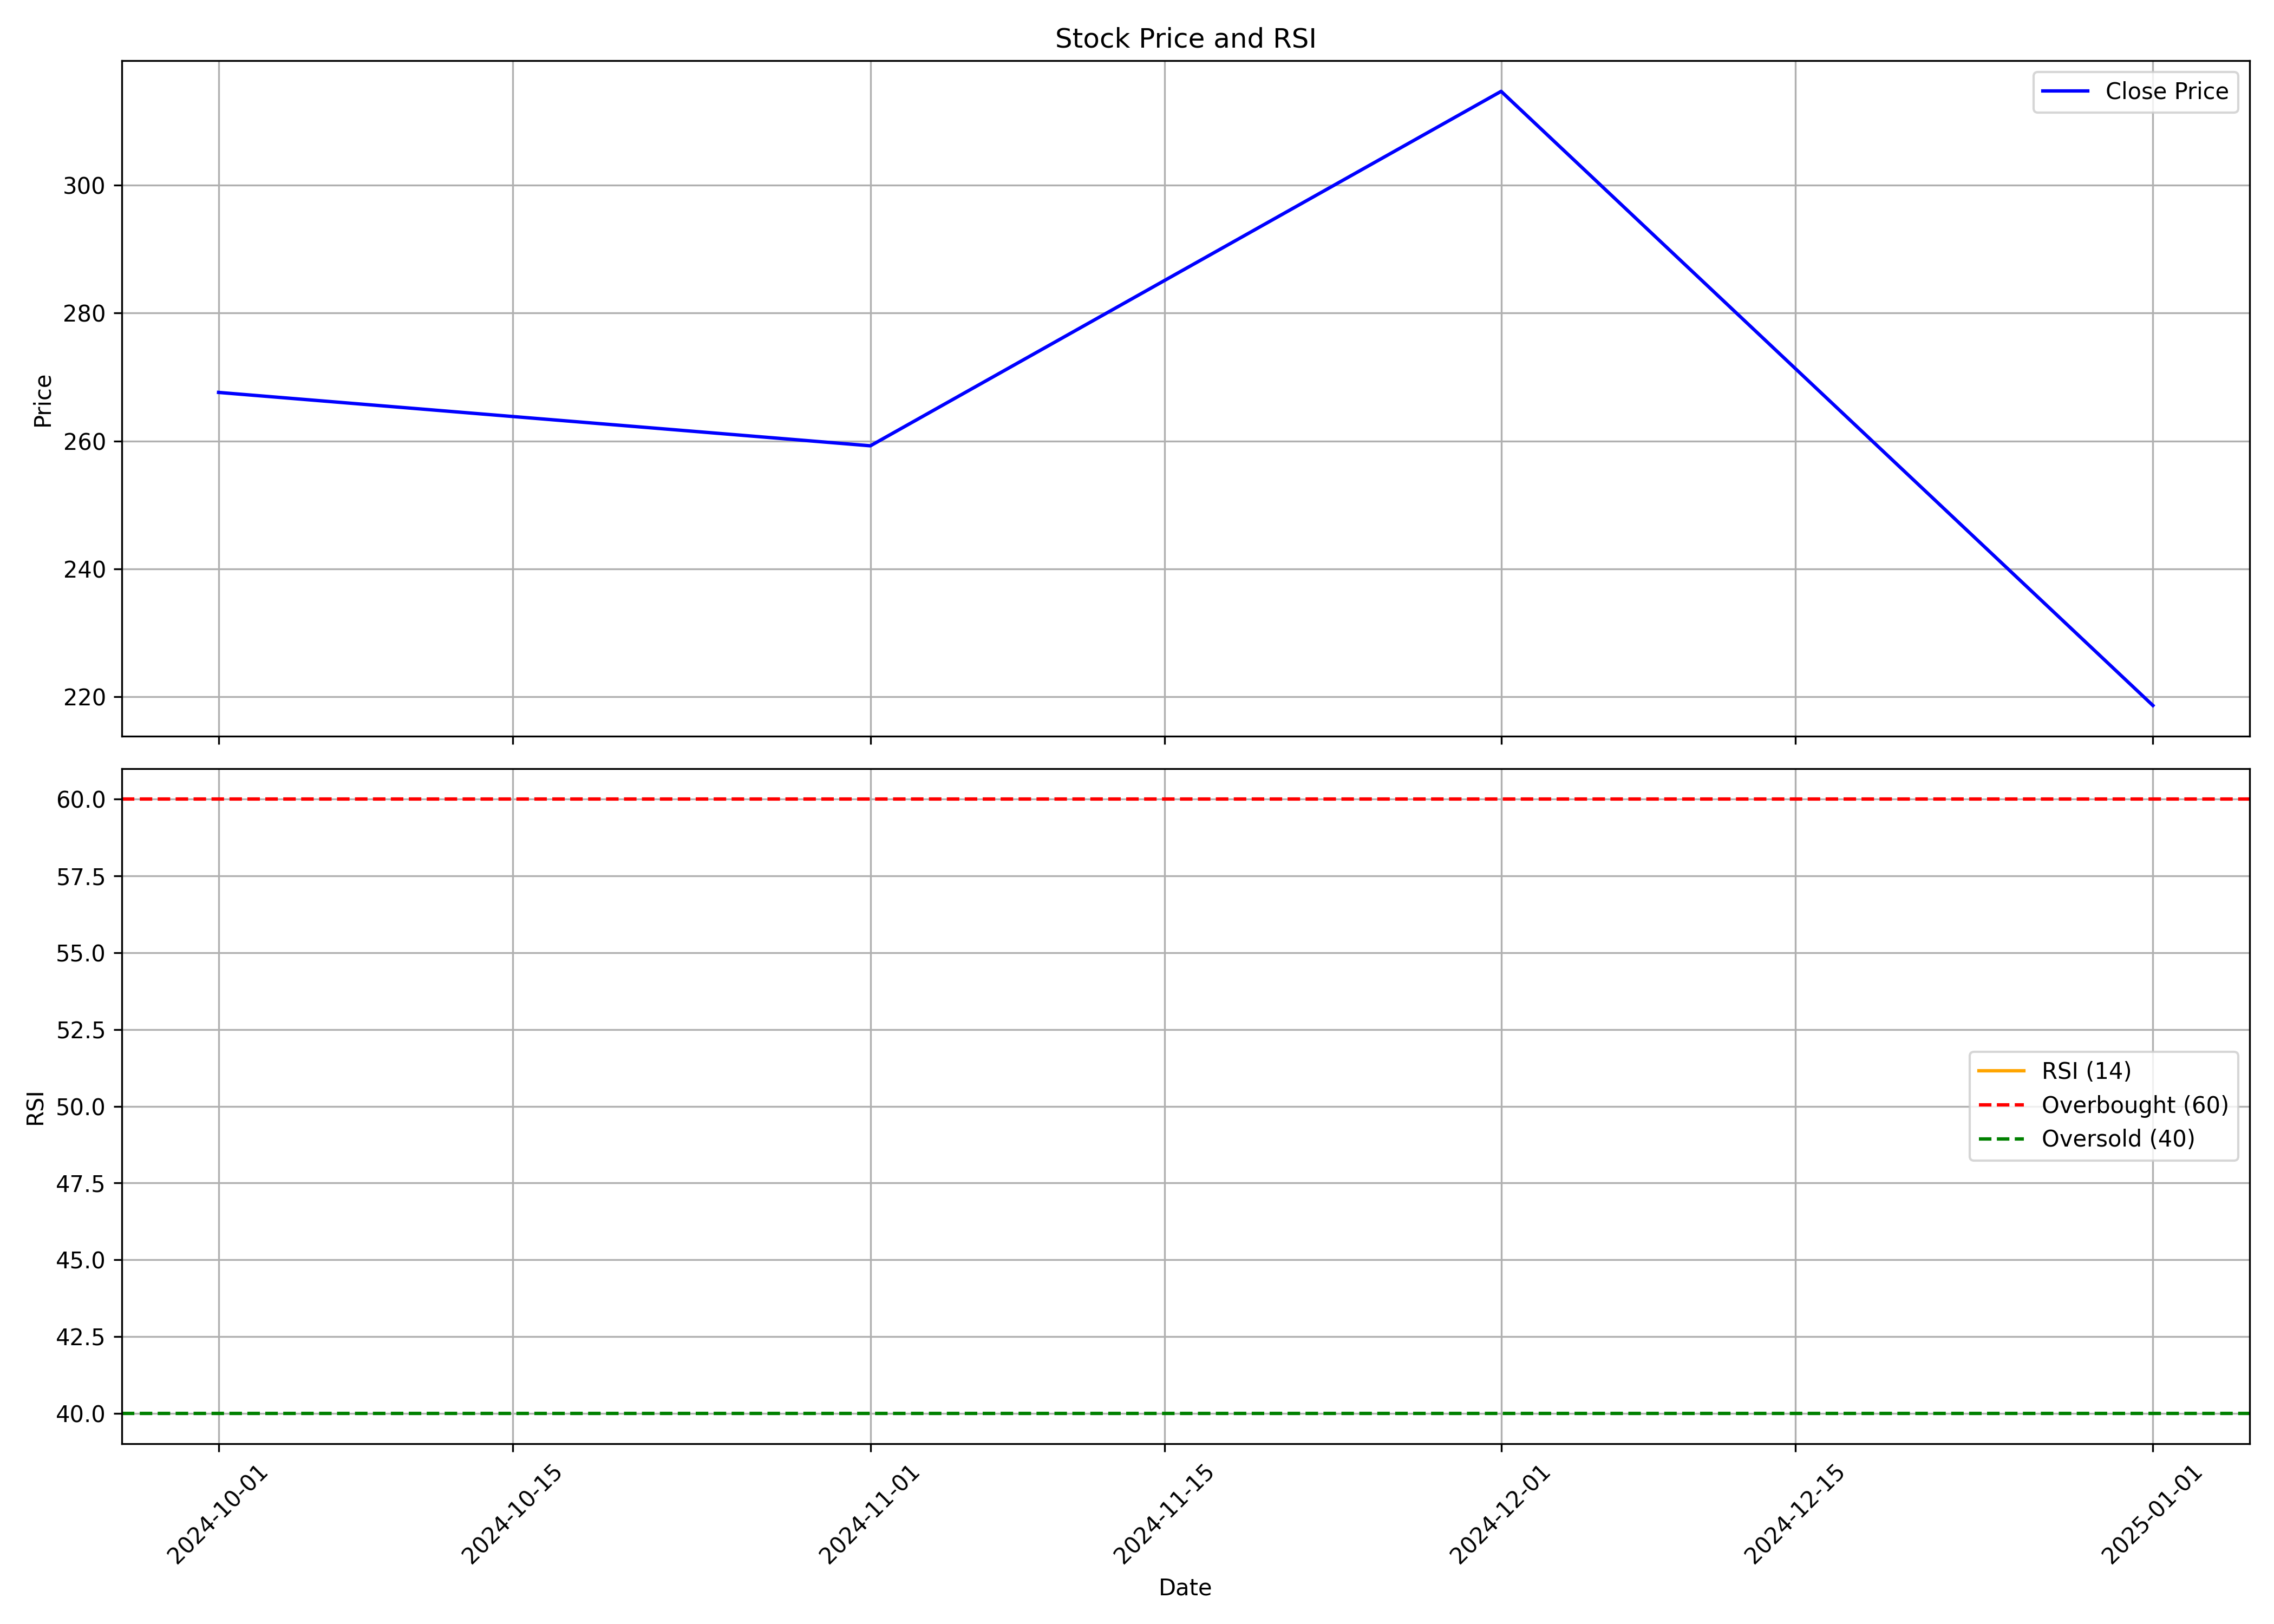 Stock Price and RSI
Close Price
Price
300
280
260
240
220
60.0
57.5
55.0
52.5
50.0
47.5
45.0
42.5
40.0
RSI
RSI (14)
Overbought (60)
Oversold (40)
2024-10-01
2024-10-15
2024-11-01
2024-11-15
2024-12-01
2024-12-15
2025-01-01
Date